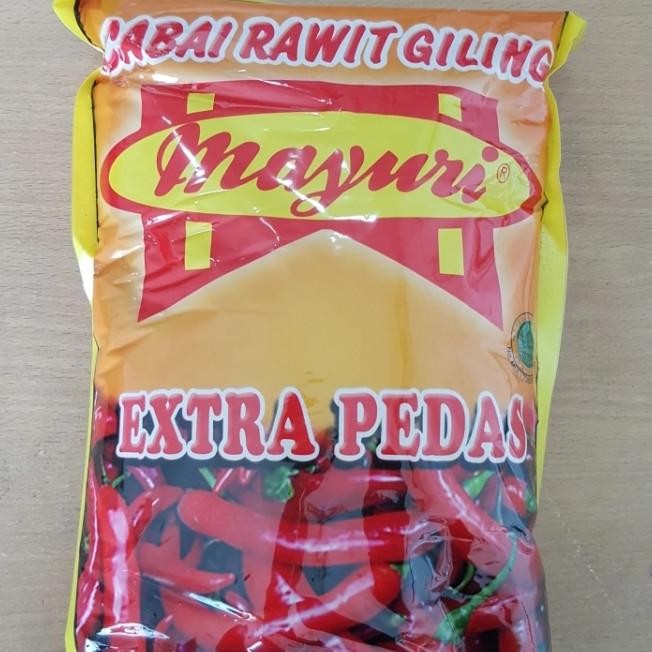 CABAI RAWIT GILING
mayuri ®
EXTRA PEDAS